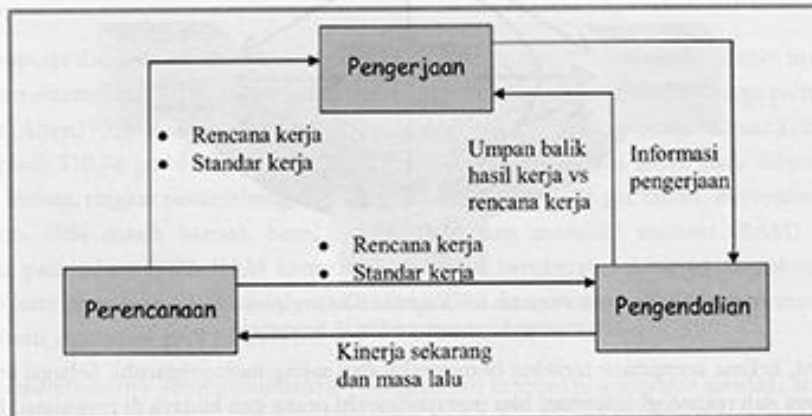 Pengerjaan
• Rencana kerja
• Standar kerja
Umpan balik
hasil kerja vs
rencana kerja
Informasi
pengerjaan
• Rencana kerja
• Standar kerja
Perencanaan
Pengendalian
Kinerja sekarang
dan masa lalu